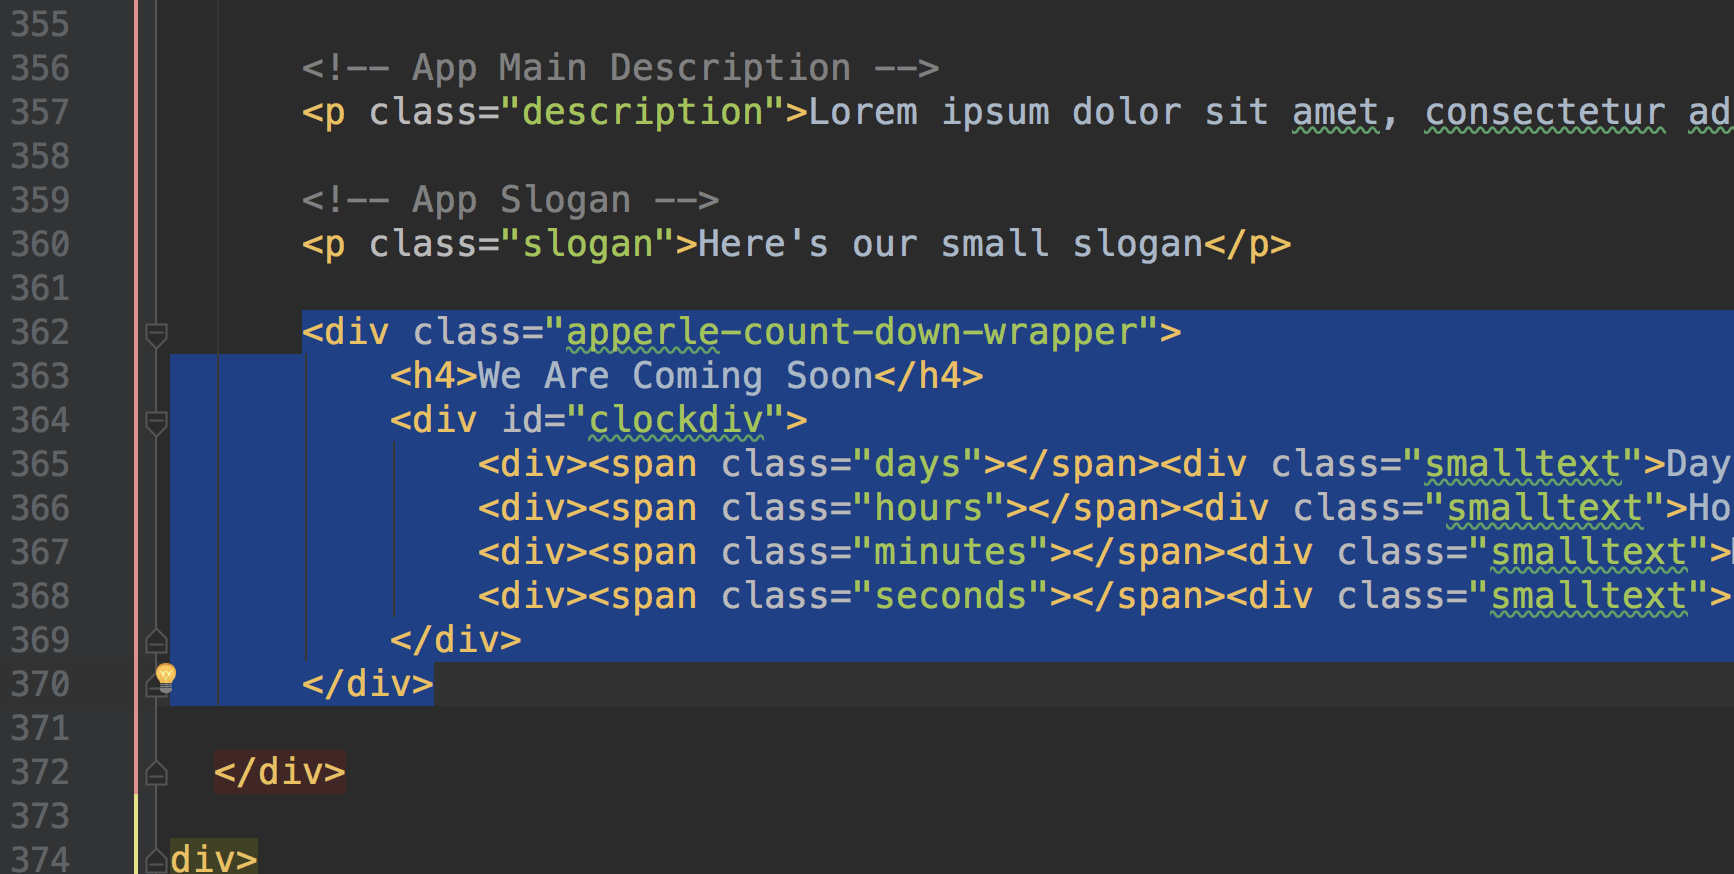 355
356 <!-- App Main Description -->
357 <p class="description">Lorem ipsum dolor sit amet, consectetur ad
358
359 <!-- App Slogan -->
360 <p class="slogan">Here's our small slogan</p>
361
362 <div class="apperle-count-down-wrapper">
363 <h4>We Are Coming Soon</h4>
364 <div id="clockdiv">
365 <div><span class="days"></span><div class="smalltext">Day
366 <div><span class="hours"></span><div class="smalltext">Ho
367 <div><span class="minutes"></span><div class="smalltext">
368 <div><span class="seconds"></span><div class="smalltext">
369 </div>
370 </div>
371
372 </div>
373
374 div>